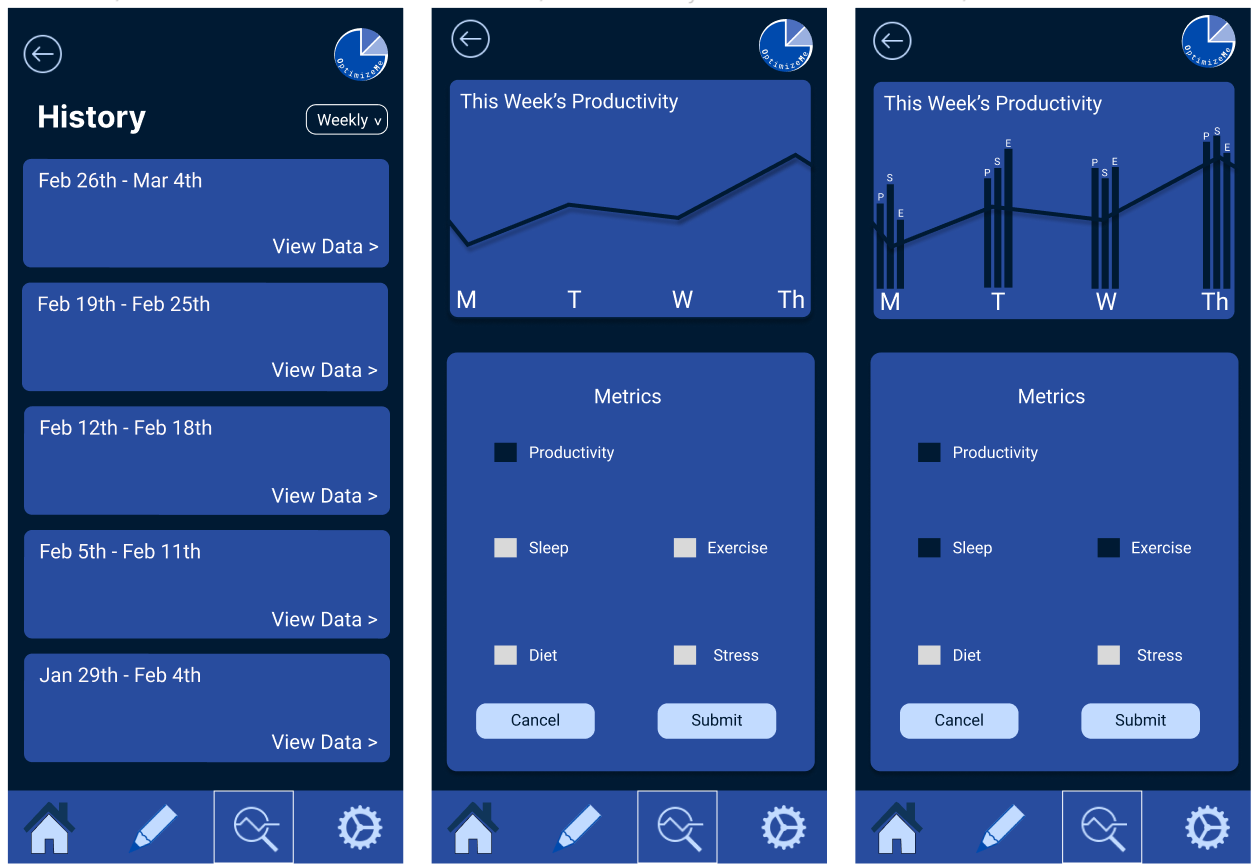 OptimizeMe
History
Weekly v
Feb 26th - Mar 4th
View Data >
Feb 19th - Feb 25th
View Data >
Feb 12th - Feb 18th
View Data >
Feb 5th - Feb 11th
View Data >
Jan 29th - Feb 4th
View Data >
OptimizeMe
This Week’s Productivity
M T W Th
Metrics
Productivity
Sleep Exercise
Diet Stress
Cancel Submit
OptimizeMe
This Week’s Productivity
P S E P S E P S E P S E
M T W Th
Metrics
Productivity
Sleep Exercise
Diet Stress
Cancel Submit